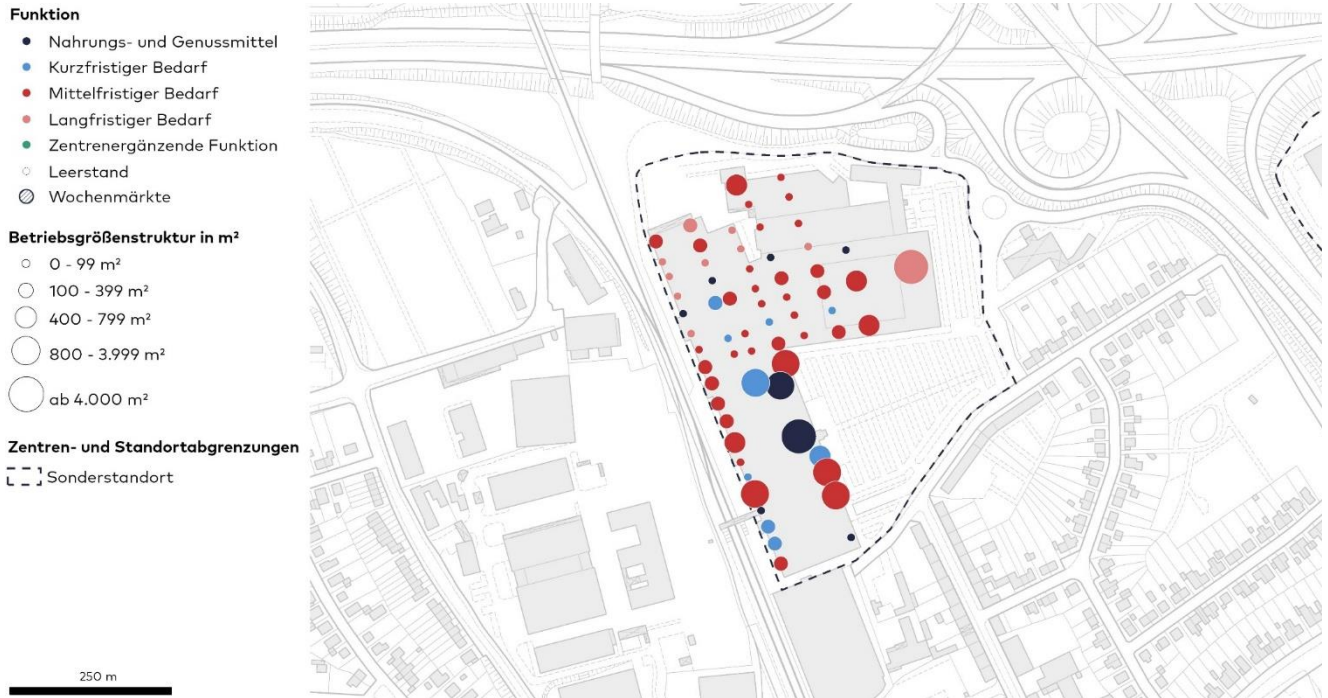 Funktion
Nahrungs- und Genussmittel
Kurzfristiger Bedarf
Mittelfristiger Bedarf
Langfristiger Bedarf
Zentrenergänzende Funktion
Leerstand
Wochenmärkte
Betriebsgrößenstruktur in m²
0 - 99 m²
100 - 399 m²
400 - 799 m²
800 - 3.999 m²
ab 4.000 m²
Zentren- und Standortabgrenzungen
Sonderstandort
250 m